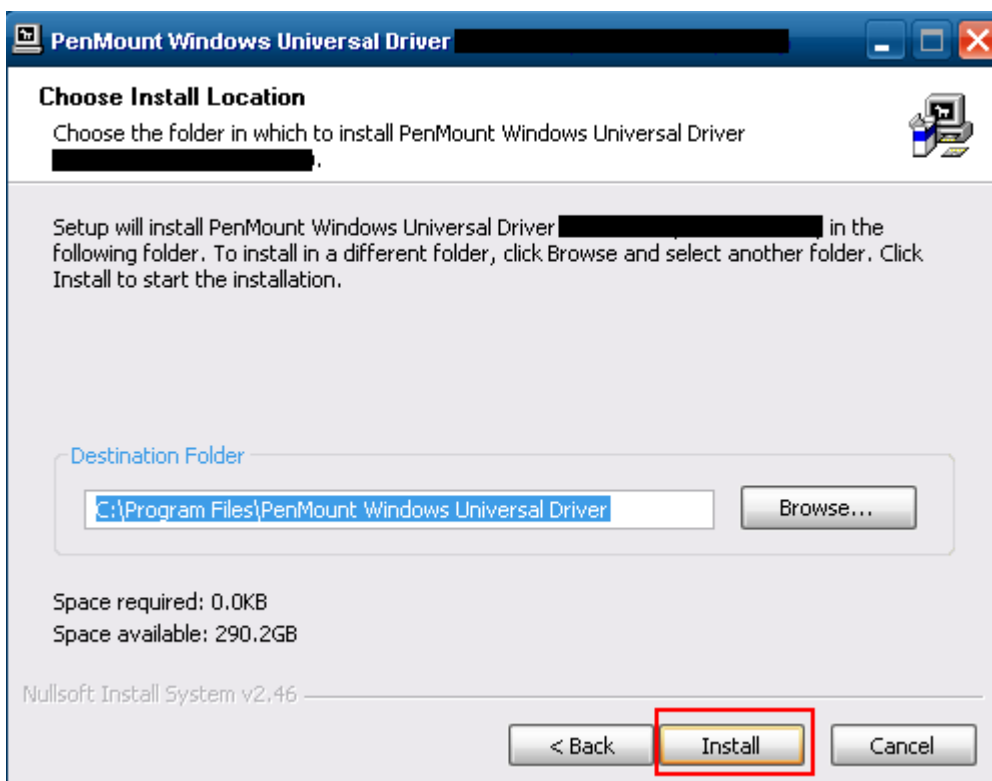 PenMount Windows Universal Driver
Choose Install Location
Choose the folder in which to install PenMount Windows Universal Driver
.
Setup will install PenMount Windows Universal Driver in the
following folder. To install in a different folder, click Browse and select another folder. Click
Install to start the installation.
Destination Folder
C:\Program Files\PenMount Windows Universal Driver
Browse...
Space required: 0.0KB
Space available: 290.2GB
Nullsoft Install System v2.46
< Back
Install
Cancel